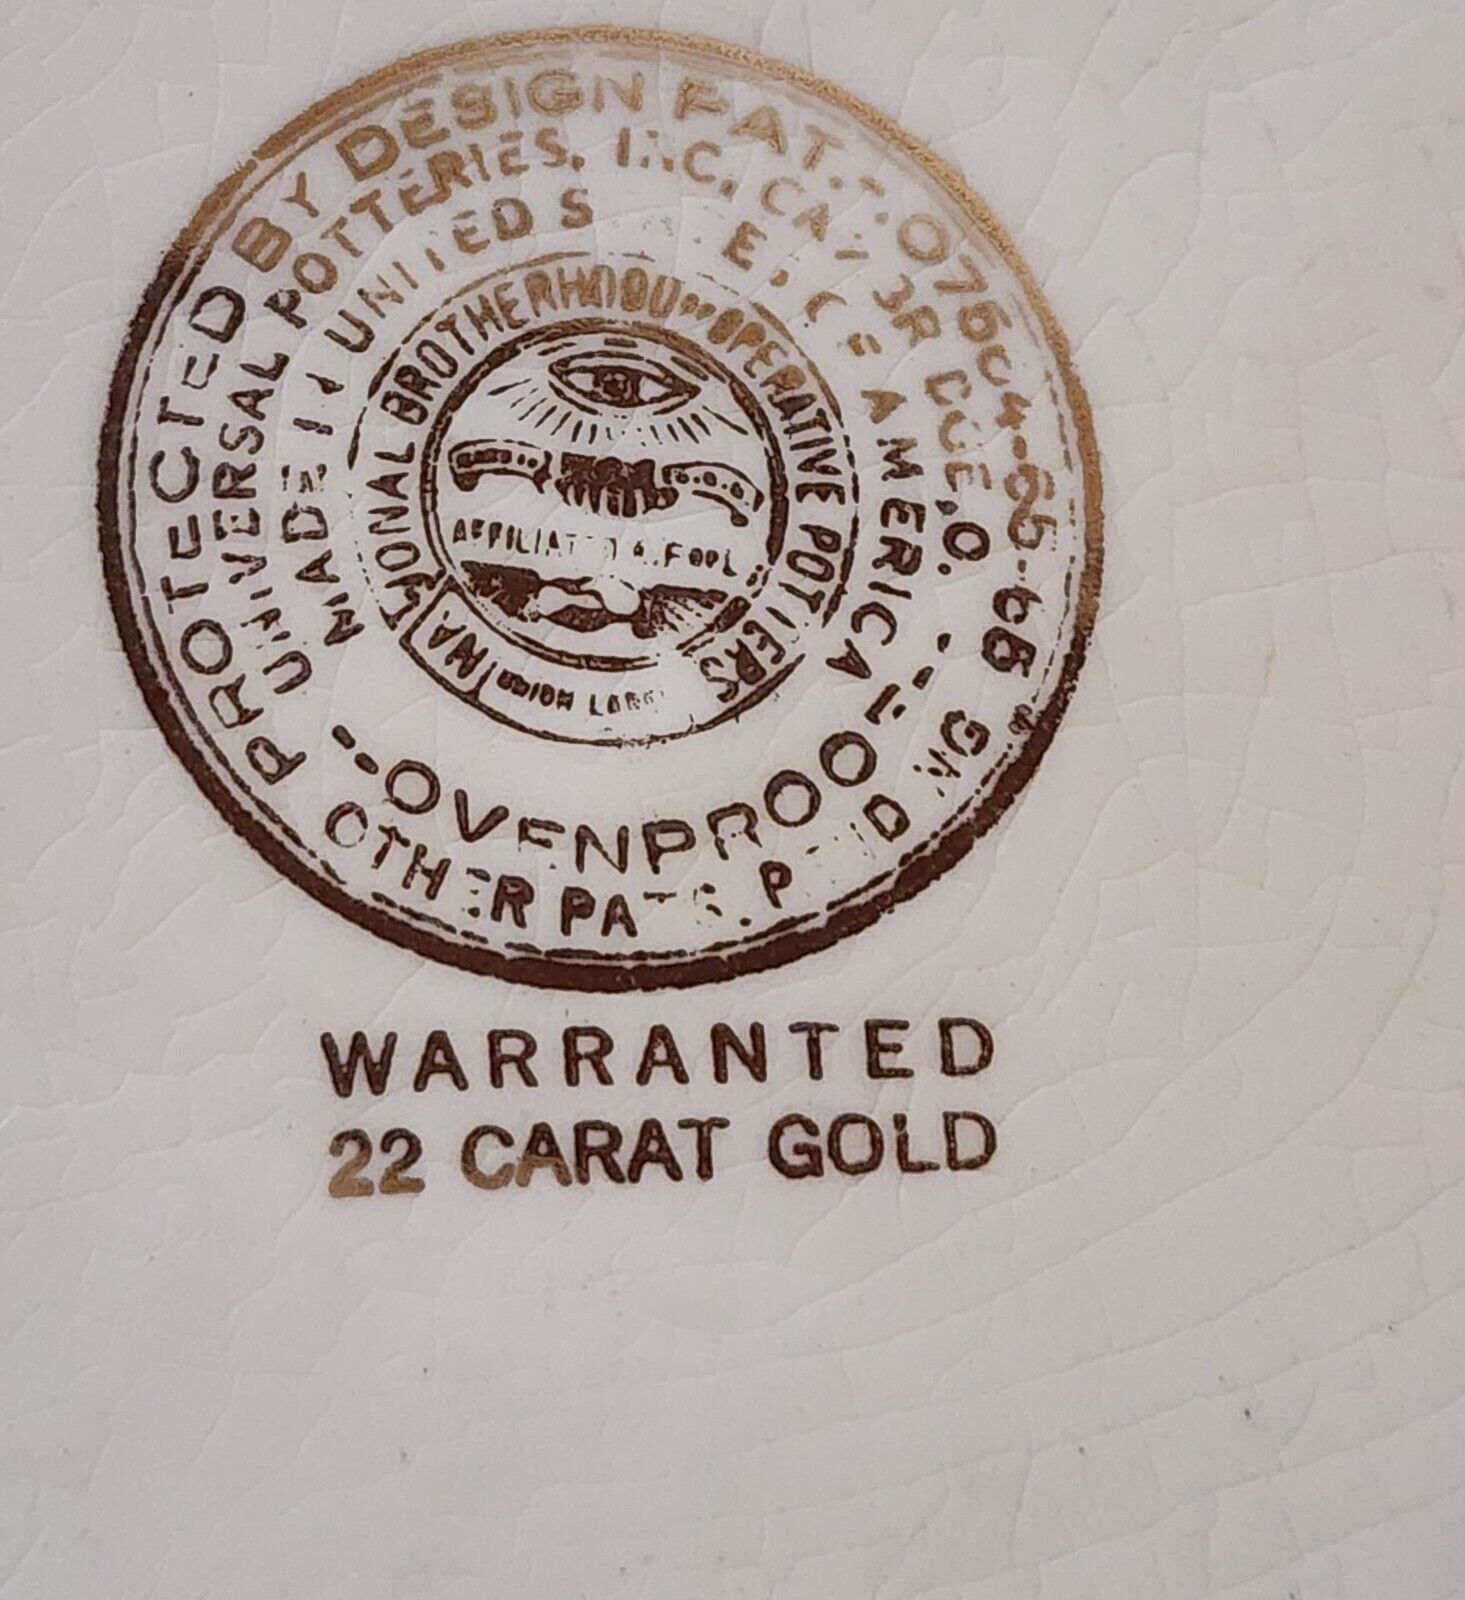 PROTECTED BY DESIGN PAT.
UNIVERSAL POTTERIES, INC.,
MADE IN UNITED
AMERICA
NATIONAL BROTHERHOOD OPERATIVE POTTERS
AFFILIATED
UNION LABEL
--OVENPROOF--
OTHER PATS. PEND
WARRANTED
22 CARAT GOLD